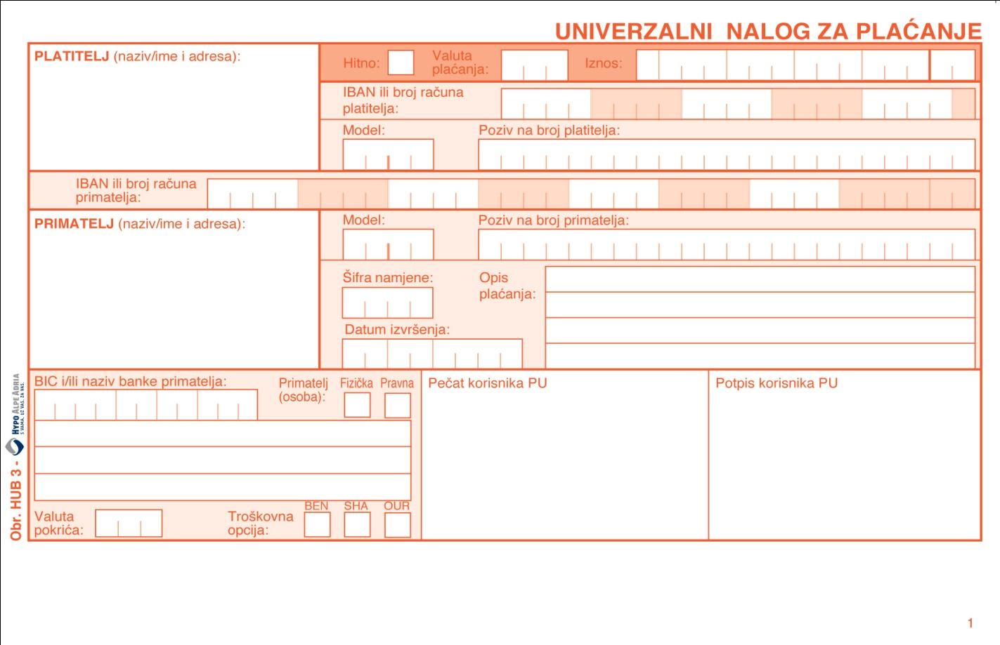 UNIVERZALNI NALOG ZA PLAĆANJE
PLATITELJ (naziv/ime i adresa):
Hitno:
Valuta
plaćanja:
Iznos:
IBAN ili broj računa
platitelja:
Model:
Poziv na broj platitelja:
IBAN ili broj računa
primatelja:
PRIMATELJ (naziv/ime i adresa):
Model:
Poziv na broj primatelja:
Šifra namjene:
Opis
plaćanja:
Datum izvršenja:
BIC i/ili naziv banke primatelja:
Primatelj
(osoba):
Fizička
Pravna
Pečat korisnika PU
Potpis korisnika PU
Valuta
pokrića:
Troškovna
opcija:
BEN
SHA
OUR
Obr. HUB 3 -
HYPO ALPE ADRIA
S VAMA. UZ VAS. ZA VAS.
1